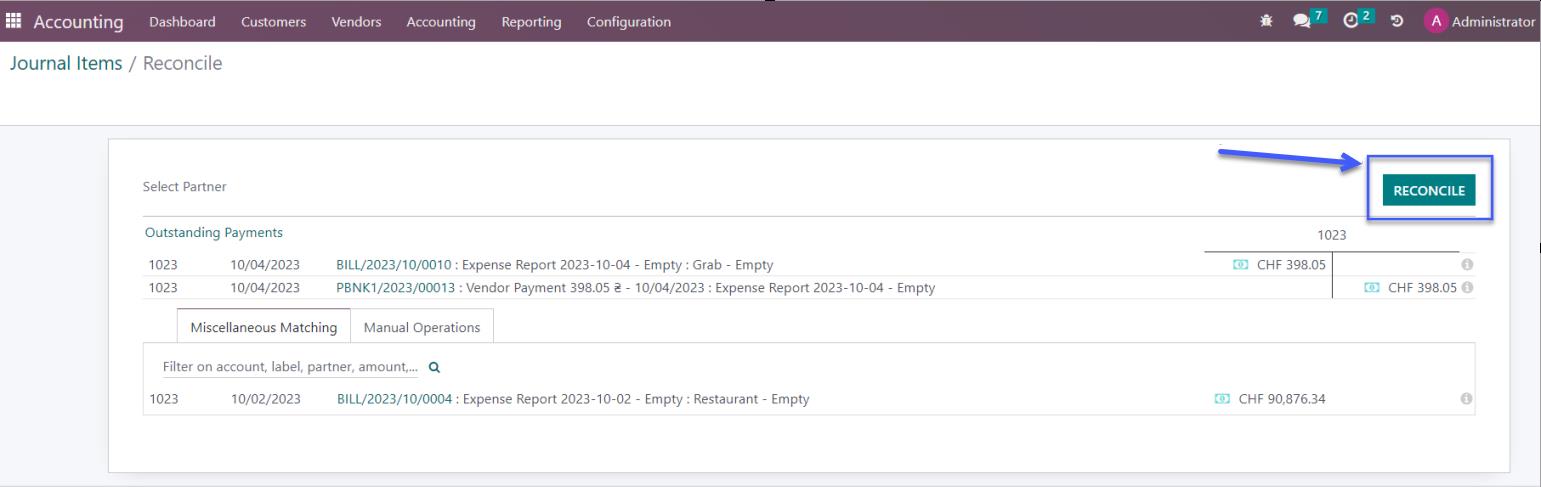 Accounting Dashboard Customers Vendors Accounting Reporting Configuration 7 2 A Administrator
Journal Items / Reconcile
Select Partner RECONCILE
Outstanding Payments 1023
1023 10/04/2023 BILL/2023/10/0010 : Expense Report 2023-10-04 - Empty : Grab - Empty CHF 398.05
1023 10/04/2023 PBNK1/2023/00013 : Vendor Payment 398.05 ₴ - 10/04/2023 : Expense Report 2023-10-04 - Empty CHF 398.05
Miscellaneous Matching Manual Operations
Filter on account, label, partner, amount,...
1023 10/02/2023 BILL/2023/10/0004 : Expense Report 2023-10-02 - Empty : Restaurant - Empty CHF 90,876.34